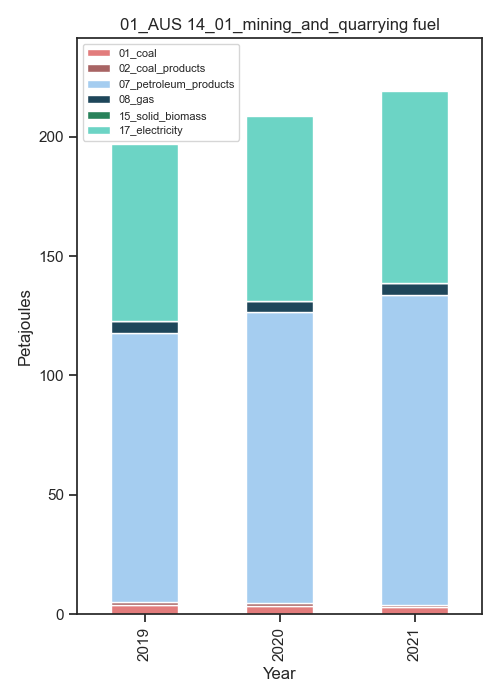 01_AUS 14_01_mining_and_quarrying fuel
01_coal
02_coal_products
07_petroleum_products
08_gas
15_solid_biomass
17_electricity
200
150
100
50
0
Petajoules
2019
2020
2021
Year